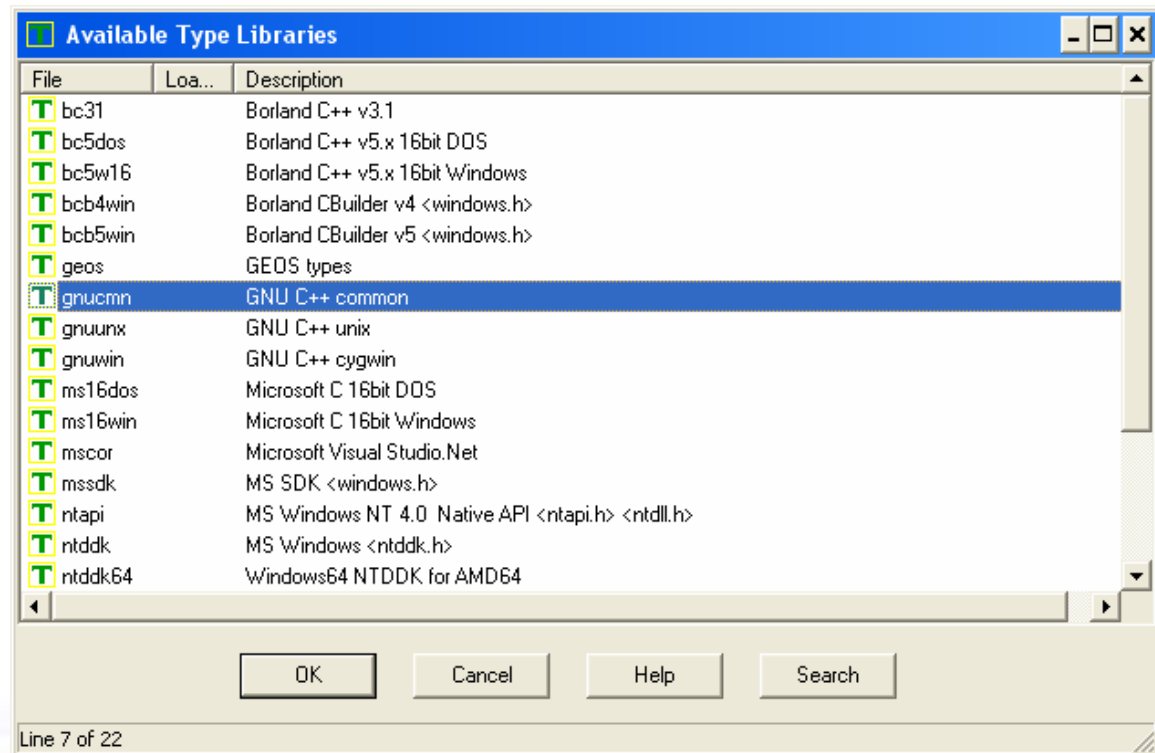 Available Type Libraries
File Loa... Description
T bc31 Borland C++ v3.1
T bc5dos Borland C++ v5.x 16bit DOS
T bc5w16 Borland C++ v5.x 16bit Windows
T bcb4win Borland CBuilder v4 <windows.h>
T bcb5win Borland CBuilder v5 <windows.h>
T geos GEOS types
T gnucmn GNU C++ common
T gnuunx GNU C++ unix
T gnuwin GNU C++ cygwin
T ms16dos Microsoft C 16bit DOS
T ms16win Microsoft C 16bit Windows
T mscor Microsoft Visual Studio.Net
T mssdk MS SDK <windows.h>
T ntapi MS Windows NT 4.0 Native API <ntapi.h> <ntdll.h>
T ntddk MS Windows <ntddk.h>
T ntddk64 Windows64 NTDDK for AMD64
OK Cancel Help Search
Line 7 of 22